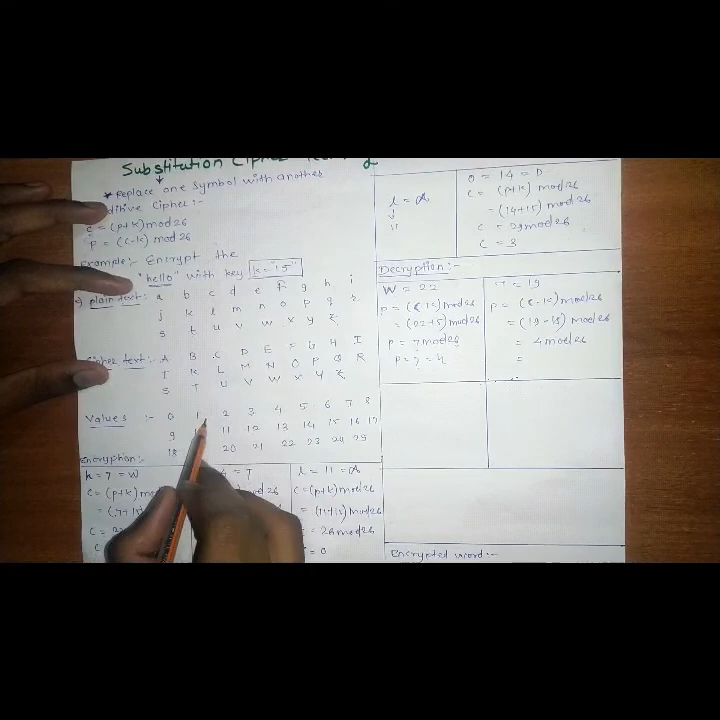 Substitution Cipher
* Replace one symbol with another
ditive Cipher :-
c = (p+k) mod 26
p = (c-k) mod 26
Example:- Encrypt the
"hello" with key k = "15"
plain text: a b c d e f g h i
j k l m n o p q r
s t u v w x y z
Cipher text: A B C D E F G H I
J K L M N O P Q R
S T U V W X Y Z
Values :- 0 1 2 3 4 5 6 7 8
9 11 12 13 14 15 16 17
18 20 21 22 23 24 25
Encryption:
h = 7 = W
c = (p+k) mo
c
4 = T
mod 26
l = 11 = A
c = (p+k) mod 26
= (11+15) mod 26
= 26 mod 26
= 0
l = A
↓
11
o = 14 = D
c = (p+k) mod 26
= (14+15) mod 26
c = 29 mod 26
c = 3
Decryption:-
W = 22
p = (c-k) mod 26
= (22-15) mod 26
p = 7 mod 26
p = 7 = h
T = 19
p = (c-k) mod 26
= (19-15) mod 26
= 4 mod 26
=
Encrypted word:-